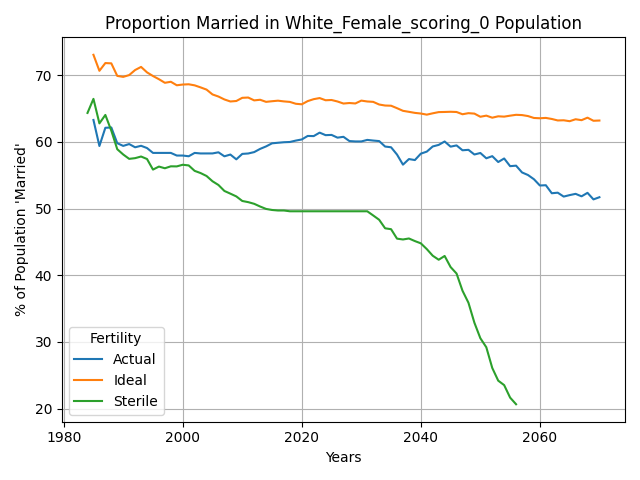 Proportion Married in White_Female_scoring_0 Population
% of Population 'Married'
70
60
50
40
30
20
Fertility
Actual
Ideal
Sterile
1980 2000 2020 2040 2060
Years